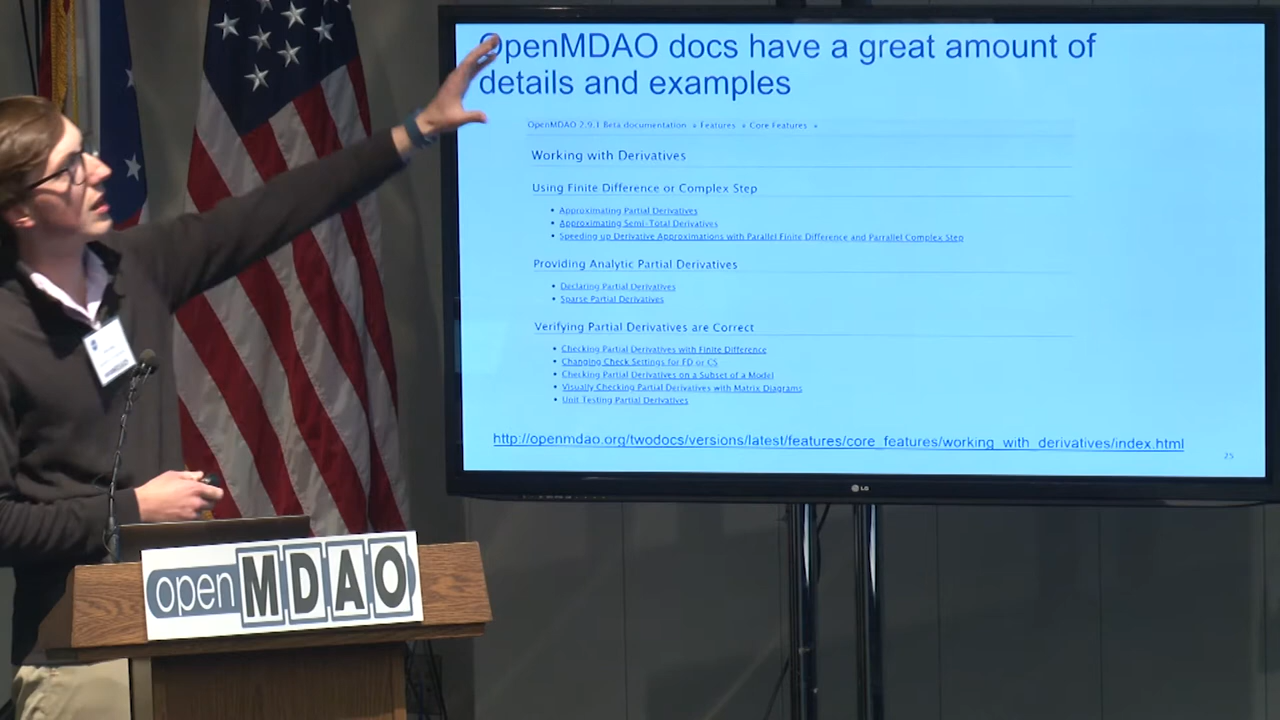 OpenMDAO docs have a great amount of
details and examples
OpenMDAO 2.9.1 Beta documentation » Features » Core Features »
Working with Derivatives
Using Finite Difference or Complex Step
• Approximating Partial Derivatives
• Approximating Semi-Total Derivatives
• Speeding up Derivative Approximations with Parallel Finite Difference and Parrallel Complex Step
Providing Analytic Partial Derivatives
• Declaring Partial Derivatives
• Sparse Partial Derivatives
Verifying Partial Derivatives are Correct
• Checking Partial Derivatives with Finite Difference
• Changing Check Settings for FD or CS
• Checking Partial Derivatives on a Subset of a Model
• Visually Checking Partial Derivatives with Matrix Diagrams
• Unit Testing Partial Derivatives
http://openmdao.org/twodocs/versions/latest/features/core_features/working_with_derivatives/index.html
25
LG
openMDAO